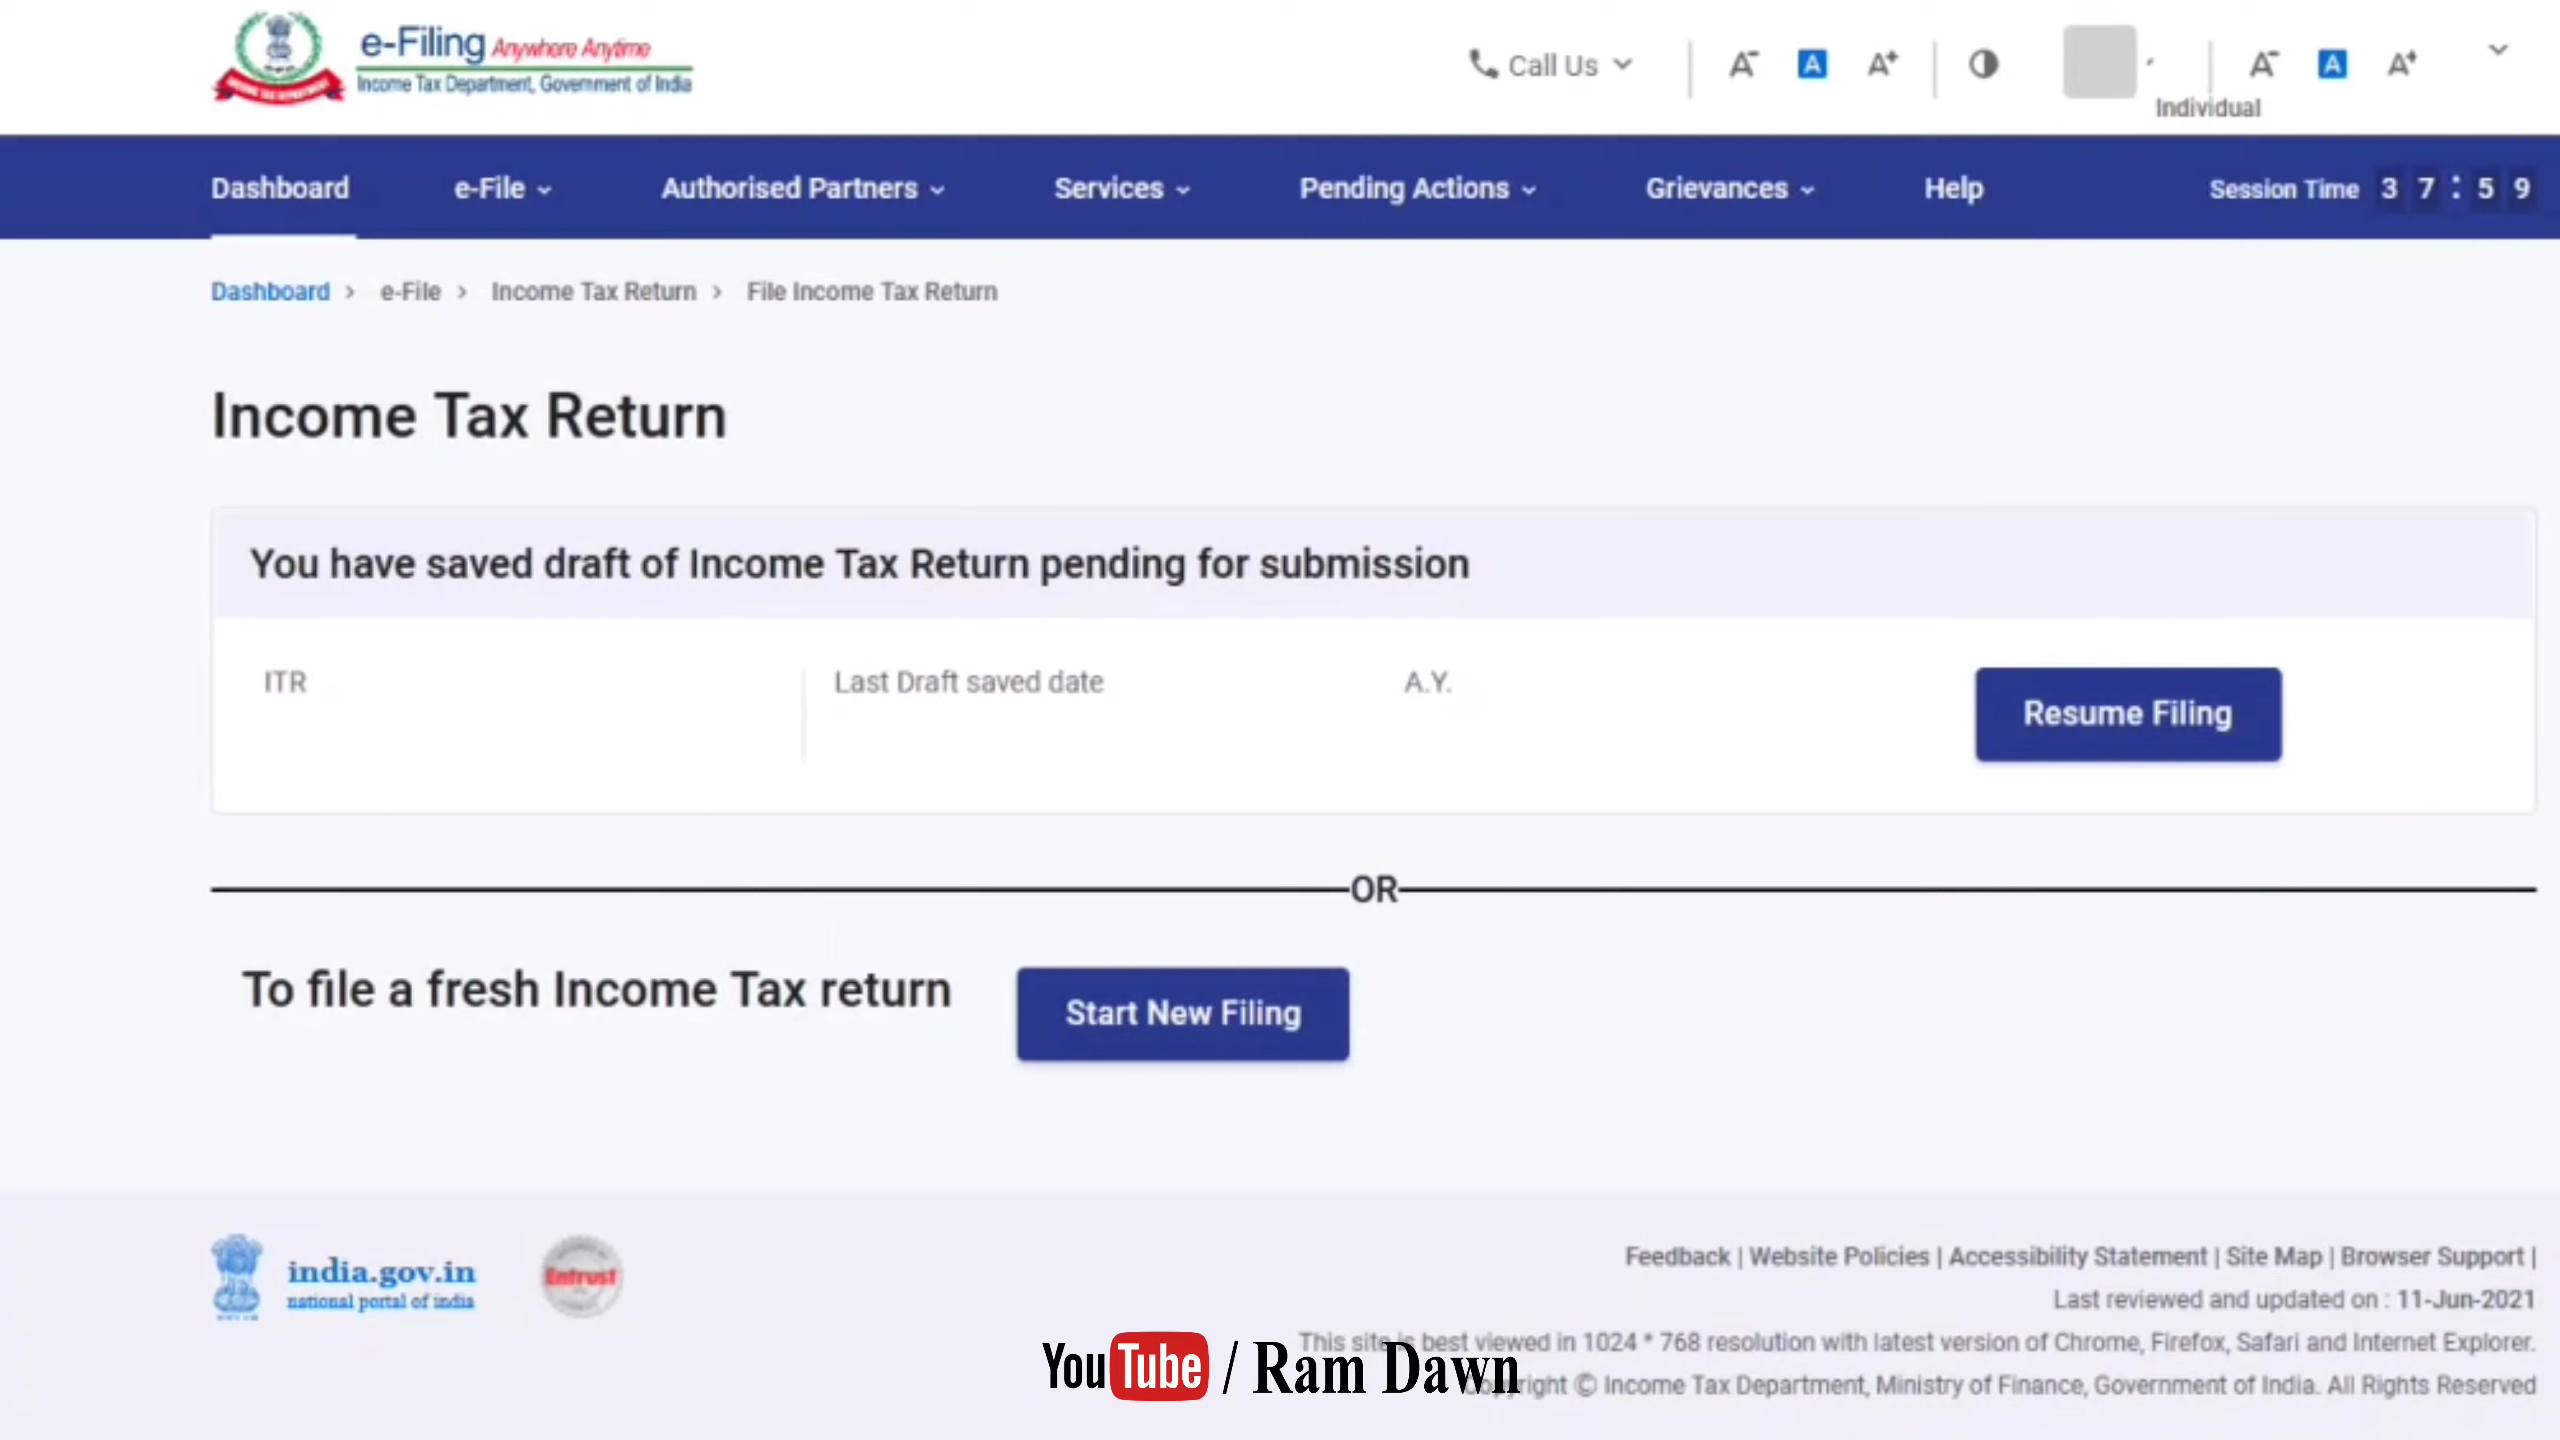 e-Filing Anywhere Anytime
Income Tax Department, Government of India
Call Us
A- A A+
A- A A+
Individual
Dashboard e-File Authorised Partners Services Pending Actions Grievances Help Session Time 37:59
Dashboard > e-File > Income Tax Return > File Income Tax Return
Income Tax Return
You have saved draft of Income Tax Return pending for submission
ITR Last Draft saved date A.Y. Resume Filing
OR
To file a fresh Income Tax return Start New Filing
india.gov.in
national portal of india
Entrust
Feedback | Website Policies | Accessibility Statement | Site Map | Browser Support |
Last reviewed and updated on : 11-Jun-2021
This site is best viewed in 1024 * 768 resolution with latest version of Chrome, Firefox, Safari and Internet Explorer.
Copyright © Income Tax Department, Ministry of Finance, Government of India. All Rights Reserved
YouTube / Ram Dawn